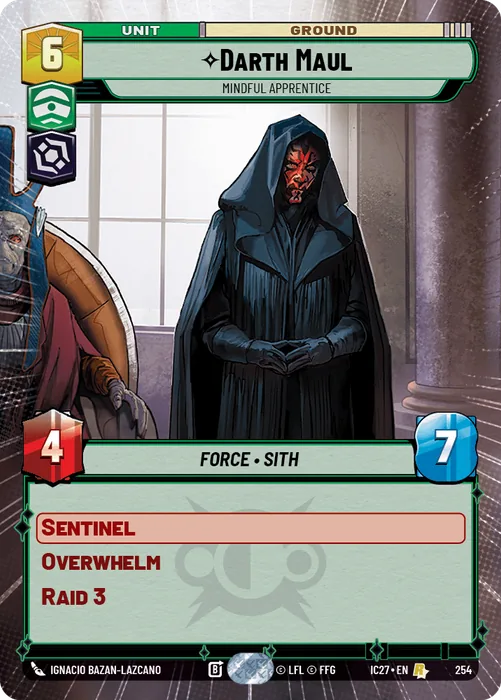 UNIT
GROUND
6
✧DARTH MAUL
MINDFUL APPRENTICE
4
7
FORCE • SITH
SENTINEL
OVERWHELM
RAID 3
IGNACIO BAZAN-LAZCANO
B
© LFL © FFG
IC27 • EN
R
254